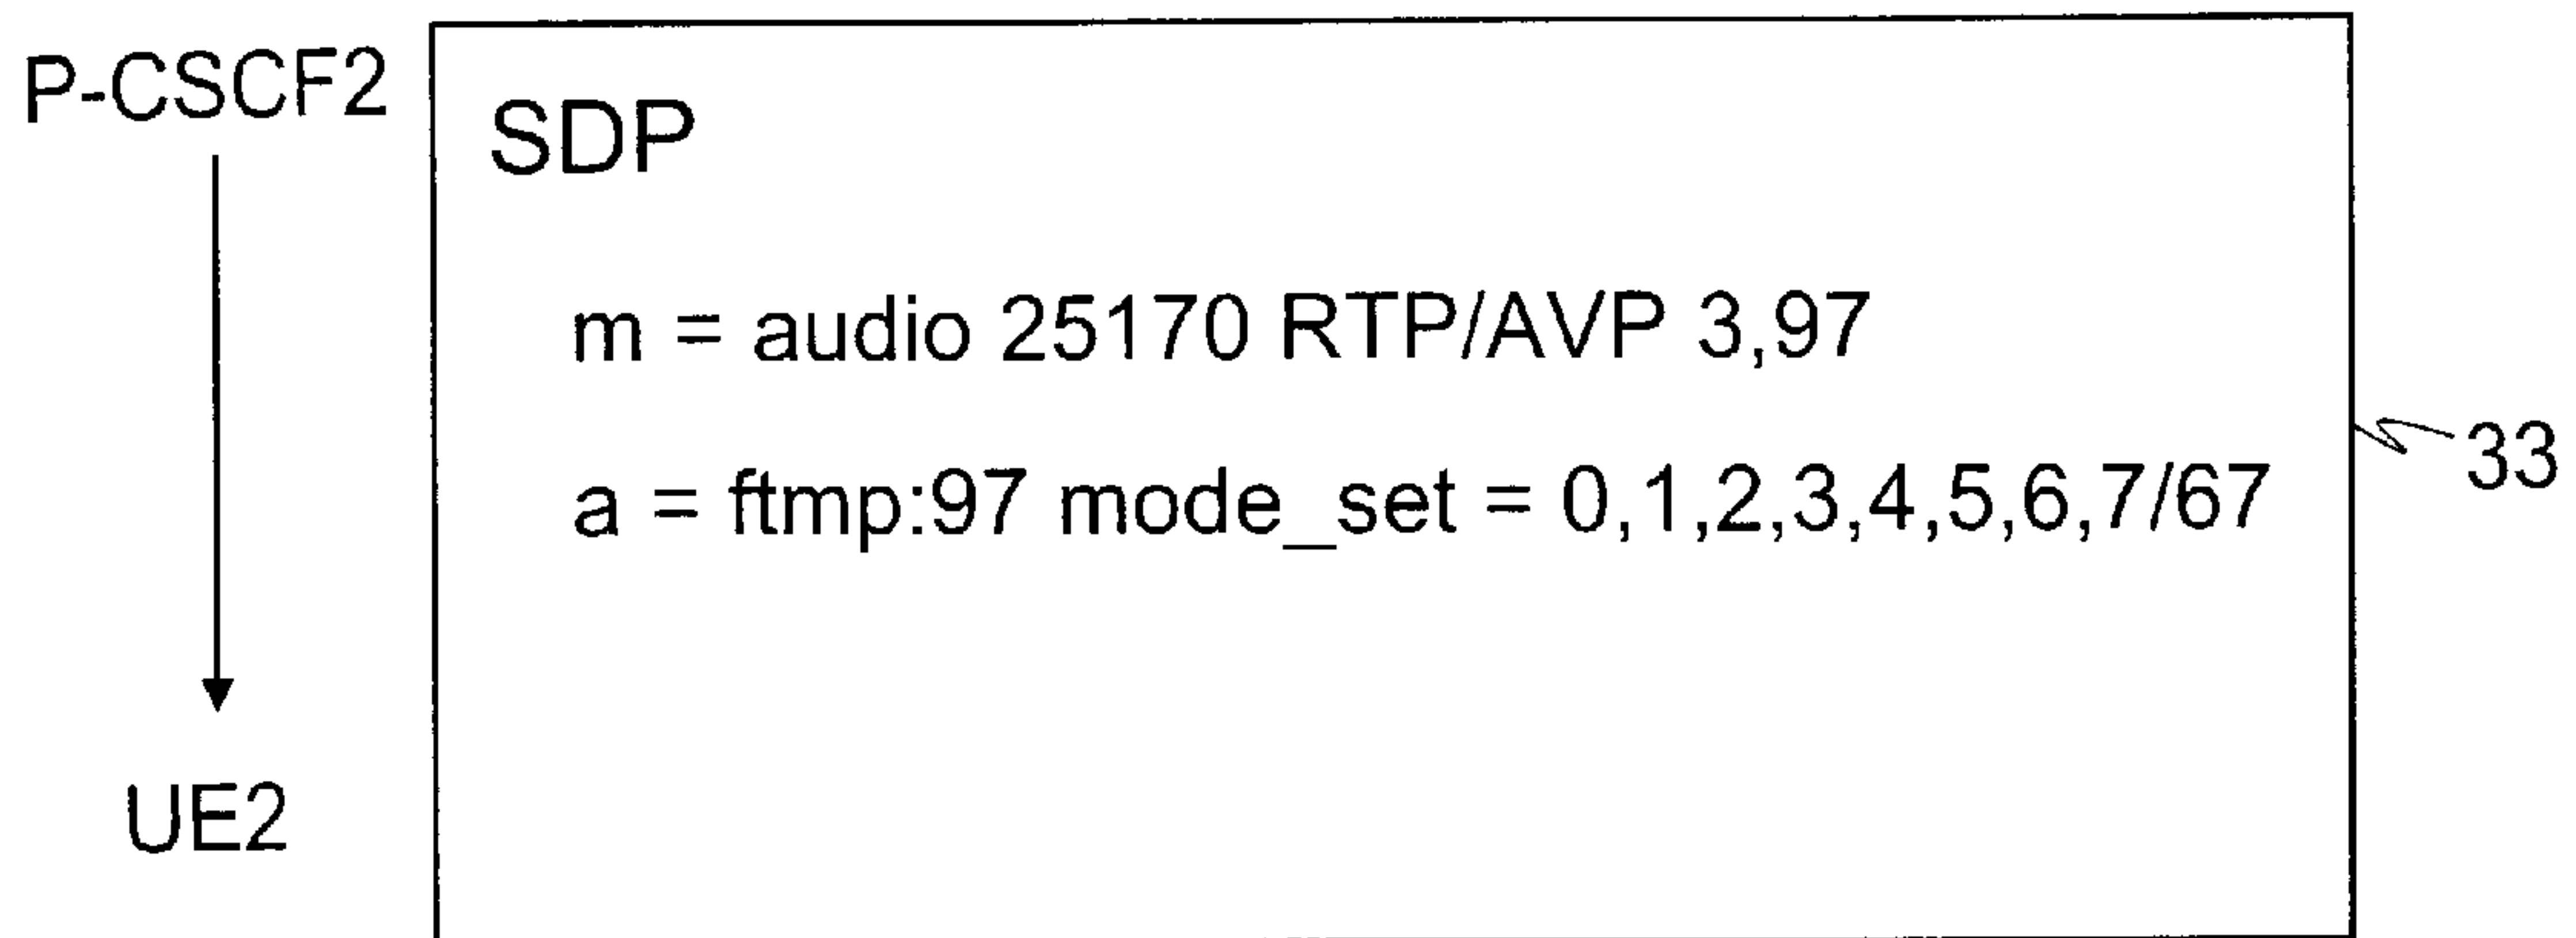 P-CSCF2
SDP
m = audio 25170 RTP/AVP 3,97
a = ftmp:97 mode_set = 0,1,2,3,4,5,6,7/67
33
UE2